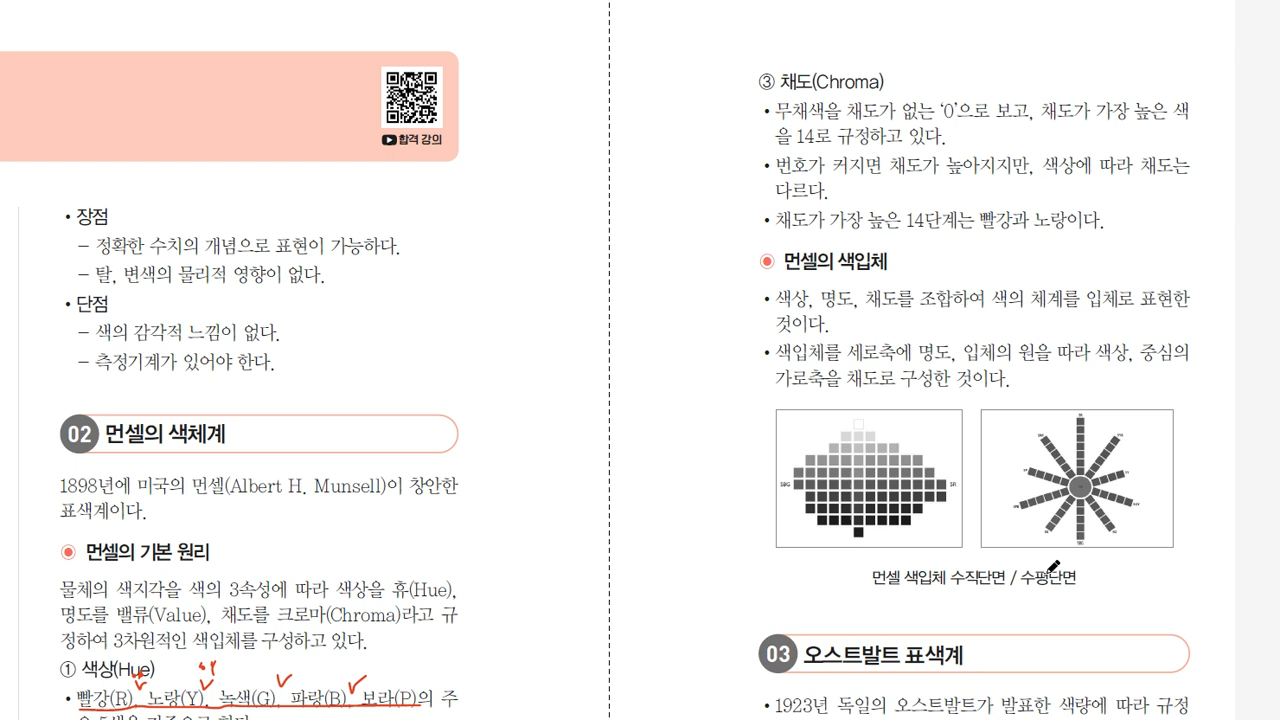 합격 강의
• 장점
– 정확한 수치의 개념으로 표현이 가능하다.
– 탈, 변색의 물리적 영향이 없다.
• 단점
– 색의 감각적 느낌이 없다.
– 측정기계가 있어야 한다.
02 먼셀의 색체계
1898년에 미국의 먼셀(Albert H. Munsell)이 창안한
표색계이다.
먼셀의 기본 원리
물체의 색지각을 색의 3속성에 따라 색상을 휴(Hue),
명도를 밸류(Value), 채도를 크로마(Chroma)라고 규
정하여 3차원적인 색입체를 구성하고 있다.
① 색상(Hue)
• 빨강(R), 노랑(Y), 녹색(G), 파랑(B), 보라(P)의 주
③ 채도(Chroma)
• 무채색을 채도가 없는 ‘0’으로 보고, 채도가 가장 높은 색
을 14로 규정하고 있다.
• 번호가 커지면 채도가 높아지지만, 색상에 따라 채도는
다르다.
• 채도가 가장 높은 14단계는 빨강과 노랑이다.
먼셀의 색입체
• 색상, 명도, 채도를 조합하여 색의 체계를 입체로 표현한
것이다.
• 색입체를 세로축에 명도, 입체의 원을 따라 색상, 중심의
가로축을 채도로 구성한 것이다.
5BG 5R
먼셀 색입체 수직단면 / 수평단면
03 오스트발트 표색계
• 1923년 독일의 오스트발트가 발표한 색량에 따라 규정